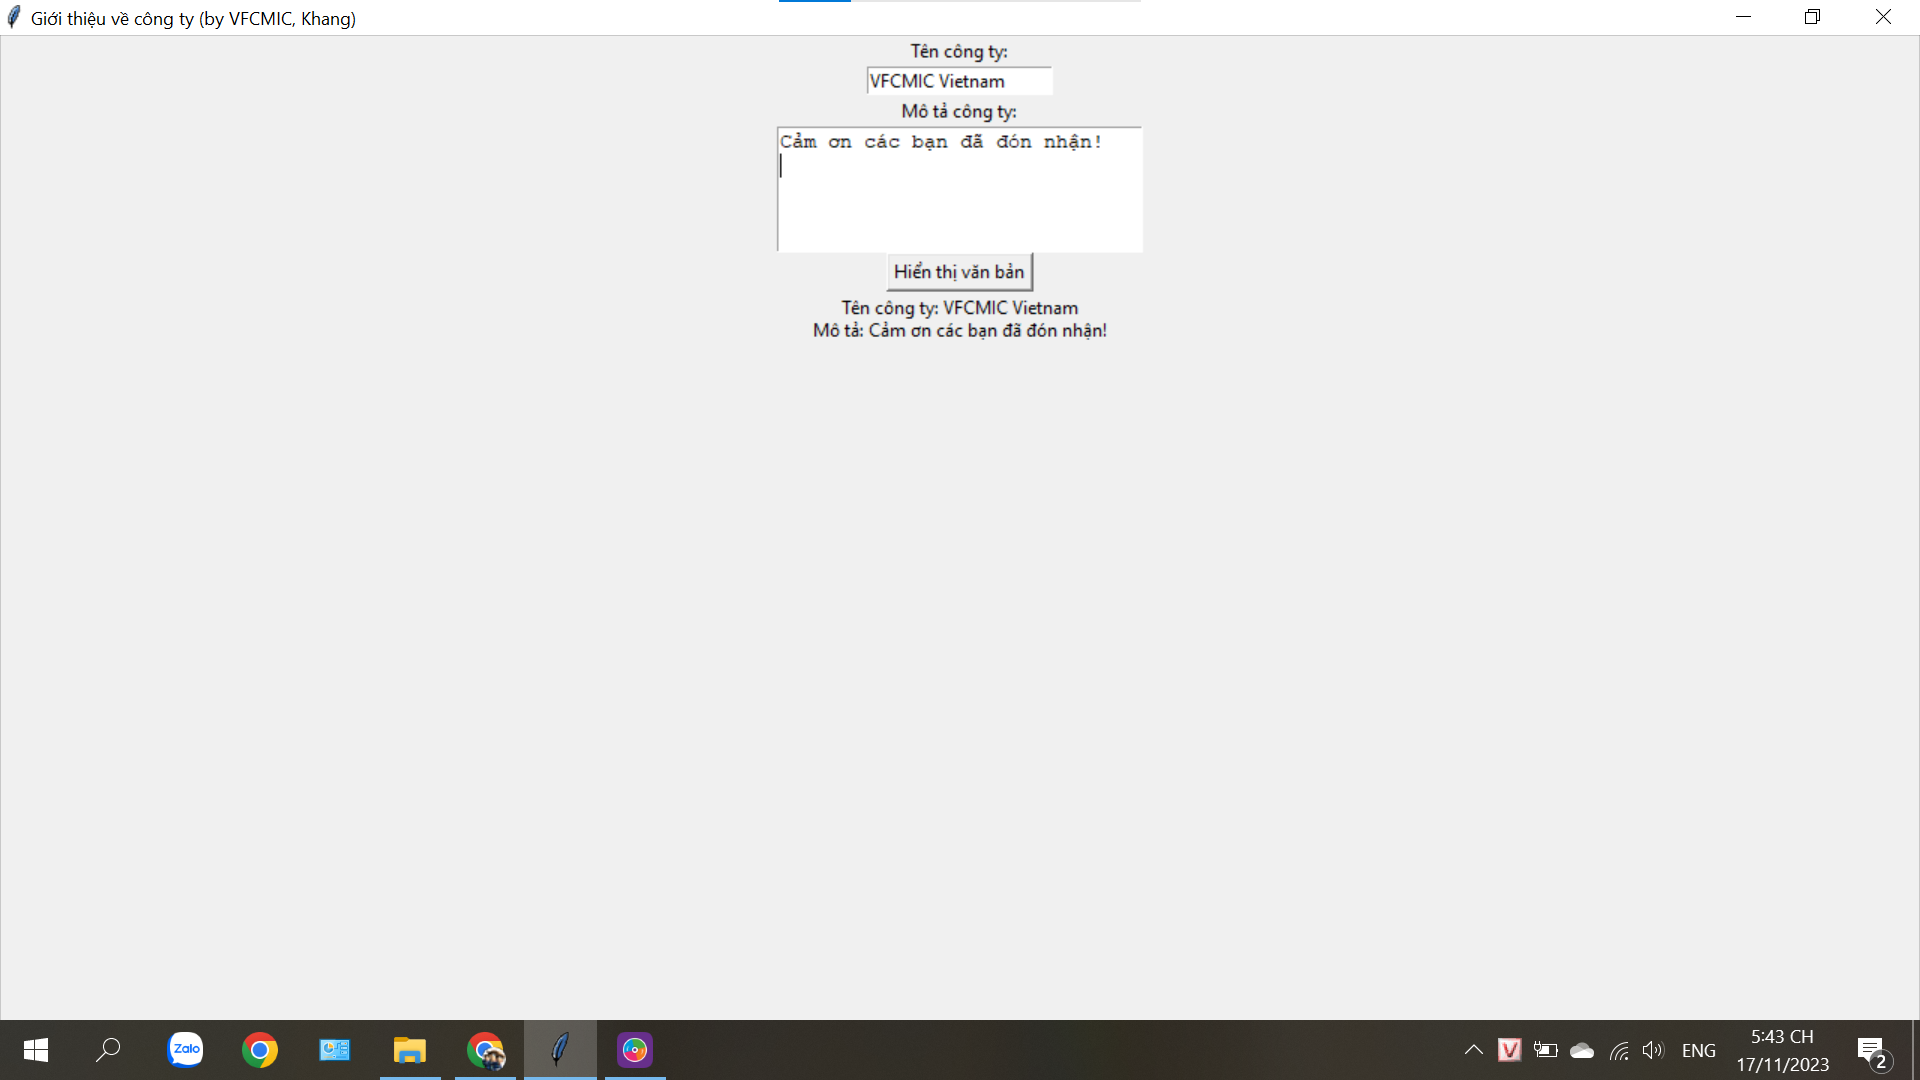 Giới thiệu về công ty (by VFCMIC, Khang)
Tên công ty:
VFCMIC Vietnam
Mô tả công ty:
Cảm ơn các bạn đã đón nhận!
Hiển thị văn bản
Tên công ty: VFCMIC Vietnam
Mô tả: Cảm ơn các bạn đã đón nhận!
Zalo
V
ENG
5:43 CH
17/11/2023
2